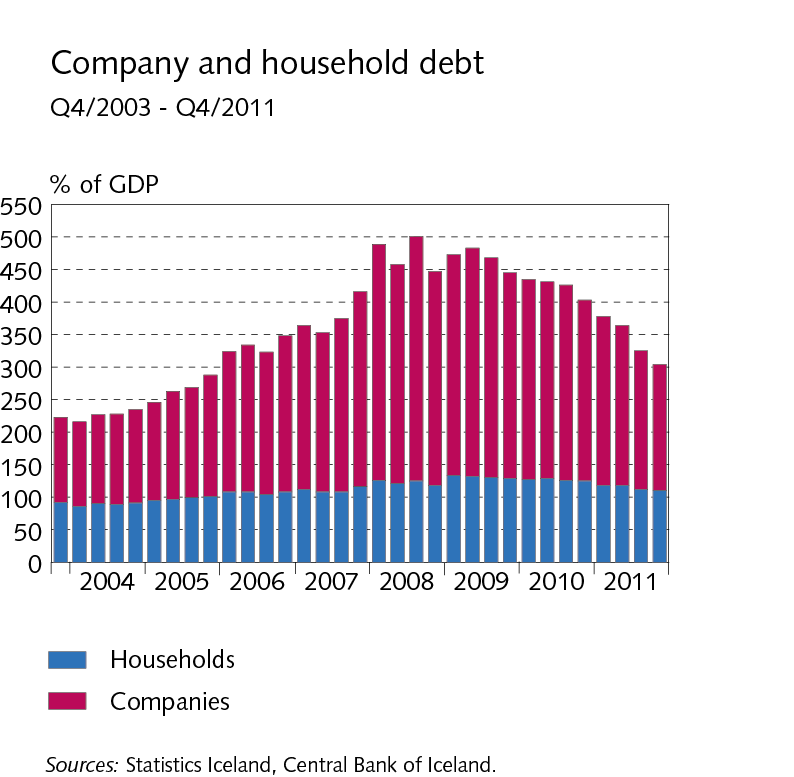 Company and household debt
Q4/2003 - Q4/2011
% of GDP
550
500
450
400
350
300
250
200
150
100
50
0
2004 2005 2006 2007 2008 2009 2010 2011
Households
Companies
Sources: Statistics Iceland, Central Bank of Iceland.